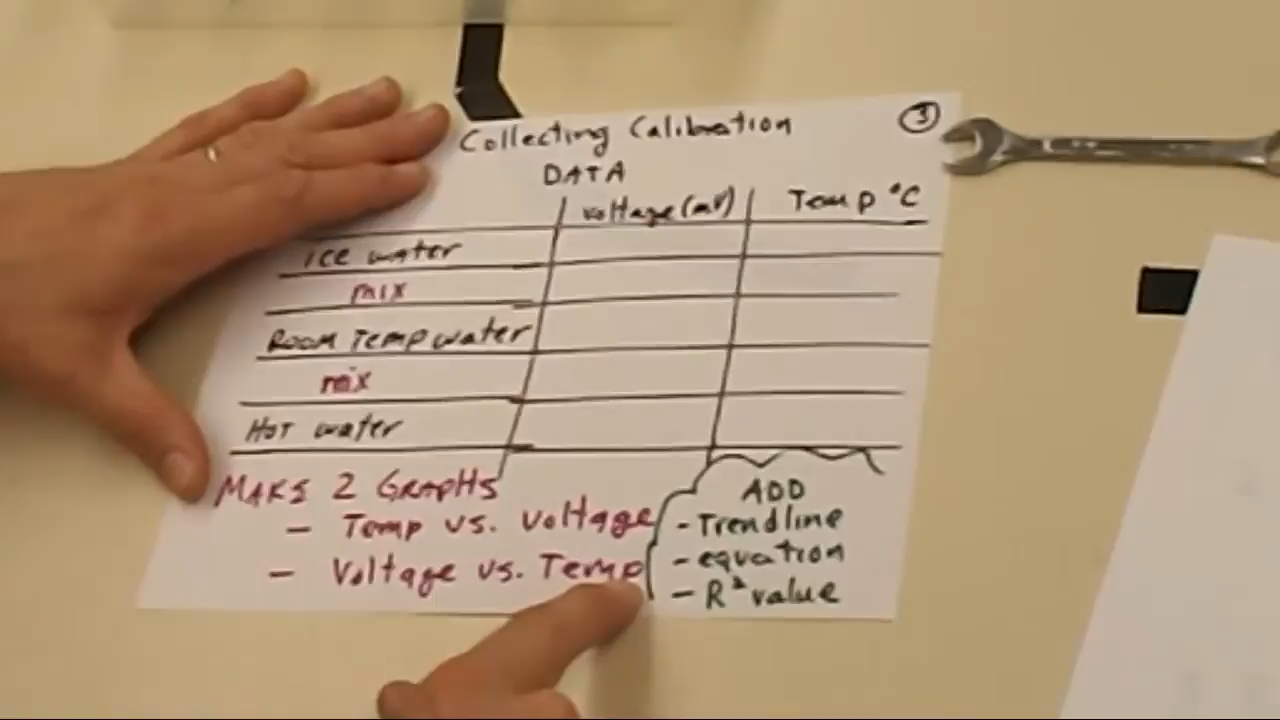 Collecting Calibration
DATA
③
voltage (mV) Temp °C
ice water
mix
Room Temp water
mix
Hot water
MAKE 2 GRAPHS
- Temp vs. Voltage
- Voltage vs. Temp
ADD
- Trendline
- equation
- R² value